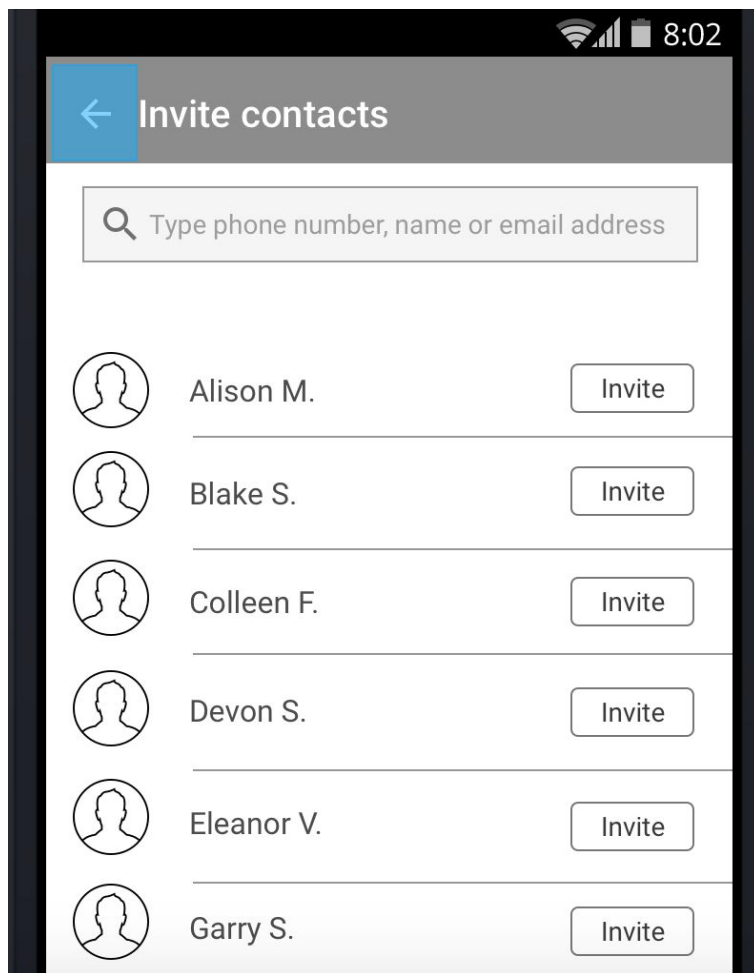 8:02
Invite contacts
Type phone number, name or email address
Alison M. Invite
Blake S. Invite
Colleen F. Invite
Devon S. Invite
Eleanor V. Invite
Garry S. Invite